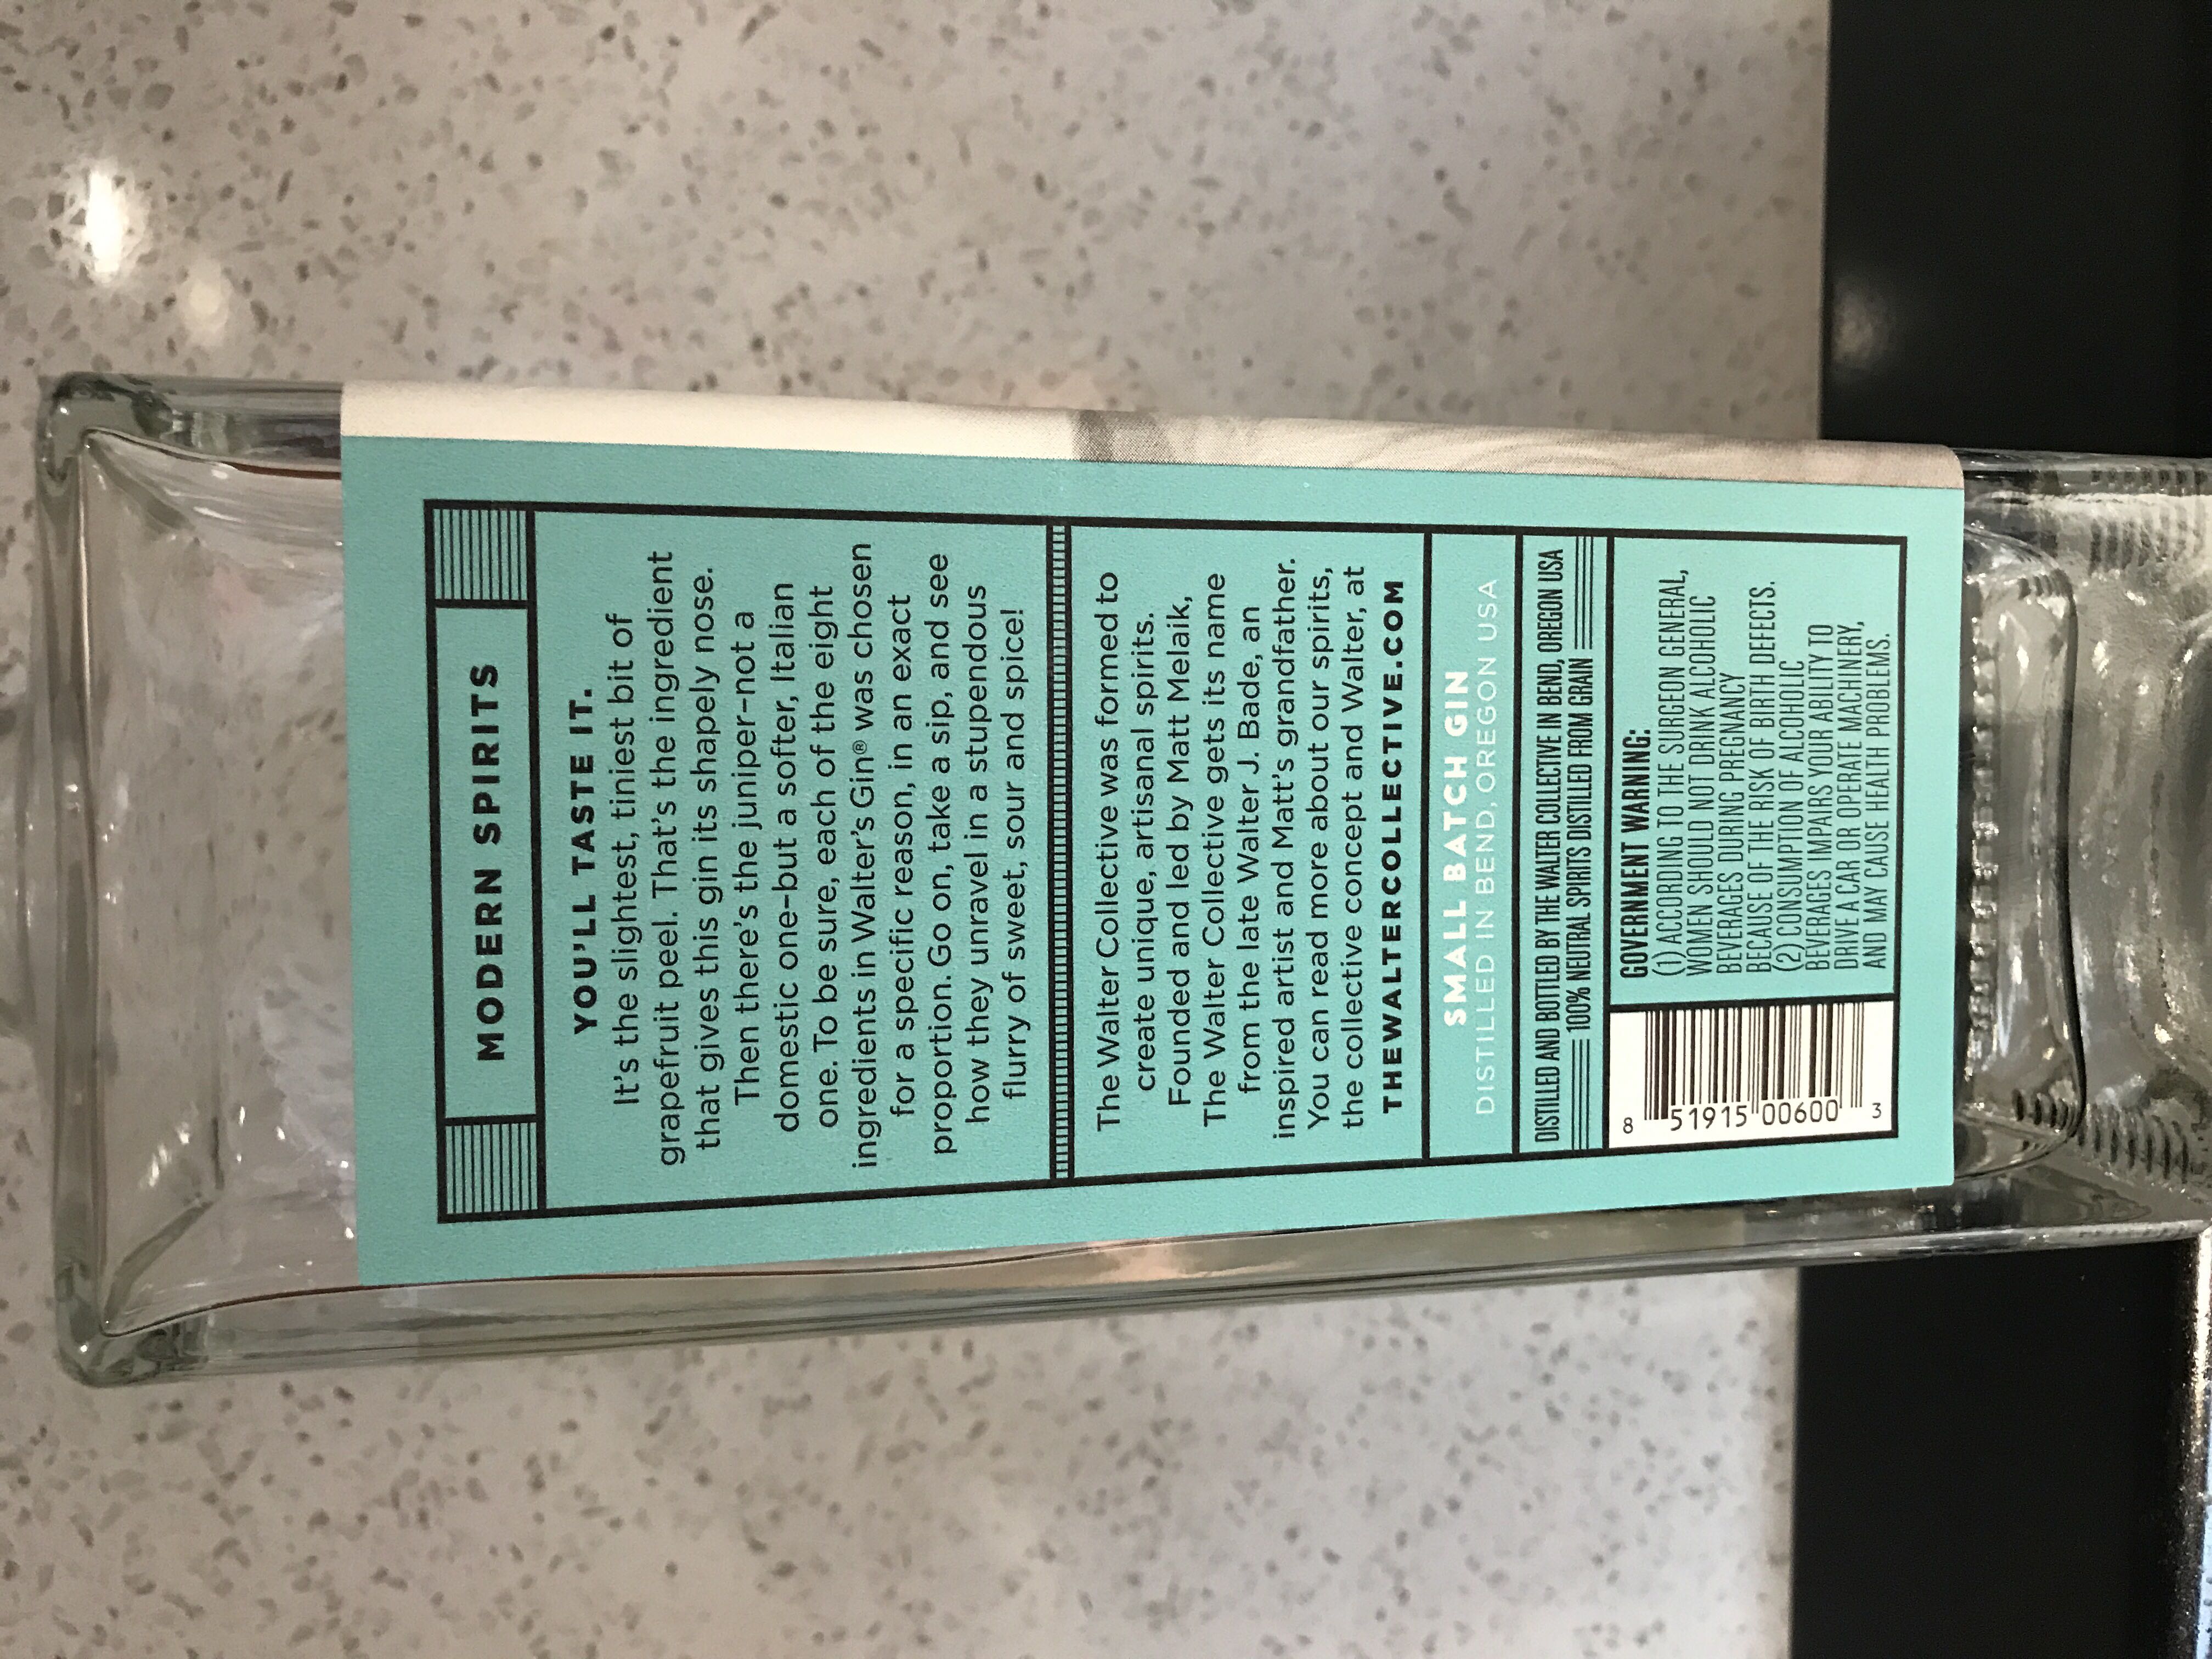 MODERN SPIRITS
YOU'LL TASTE IT.
It's the slightest, tiniest bit of
grapefruit peel. That's the ingredient
that gives this gin its shapely nose.
Then there's the juniper–not a
domestic one–but a softer, Italian
one. To be sure, each of the eight
ingredients in Walter's Gin® was chosen
for a specific reason, in an exact
proportion. Go on, take a sip, and see
how they unravel in a stupendous
flurry of sweet, sour and spice!
The Walter Collective was formed to
create unique, artisanal spirits.
Founded and led by Matt Melaik,
The Walter Collective gets its name
from the late Walter J. Bade, an
inspired artist and Matt's grandfather.
You can read more about our spirits,
the collective concept and Walter, at
THEWALTERCOLLECTIVE.COM
SMALL BATCH GIN
DISTILLED IN BEND, OREGON USA
DISTILLED AND BOTTLED BY THE WALTER COLLECTIVE IN BEND, OREGON USA
100% NEUTRAL SPIRITS DISTILLED FROM GRAIN
8 51915 00600 3
GOVERNMENT WARNING:
(1) ACCORDING TO THE SURGEON GENERAL,
WOMEN SHOULD NOT DRINK ALCOHOLIC
BEVERAGES DURING PREGNANCY
BECAUSE OF THE RISK OF BIRTH DEFECTS.
(2) CONSUMPTION OF ALCOHOLIC
BEVERAGES IMPAIRS YOUR ABILITY TO
DRIVE A CAR OR OPERATE MACHINERY,
AND MAY CAUSE HEALTH PROBLEMS.